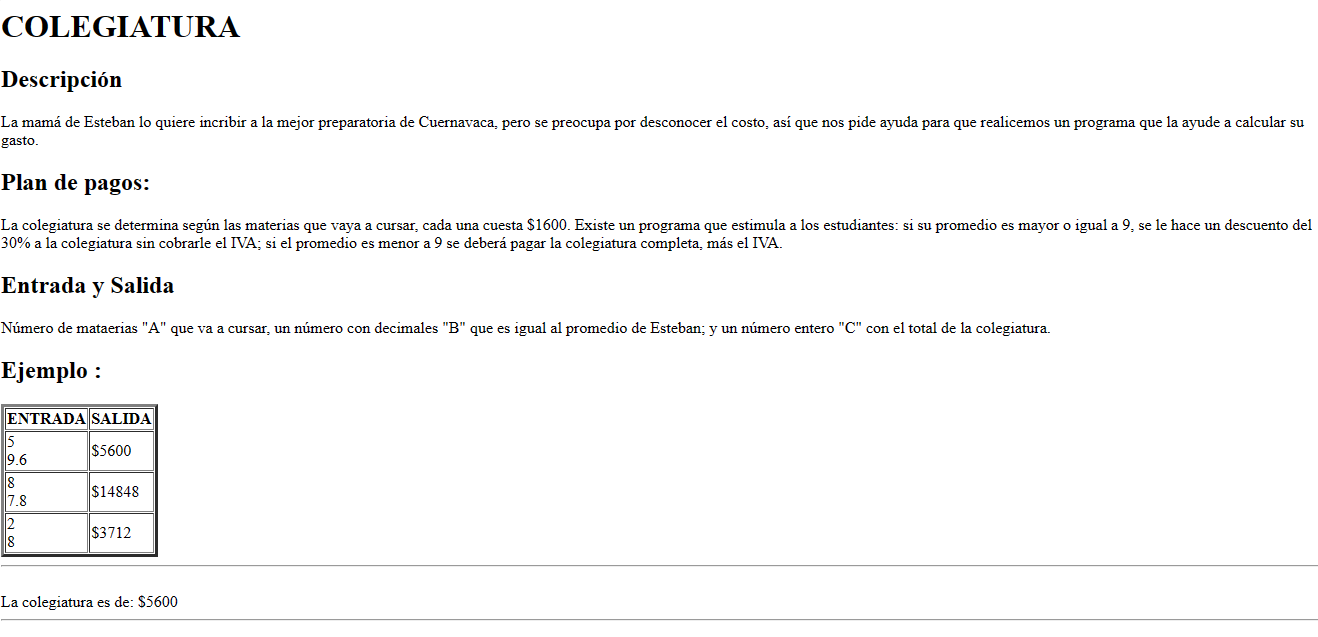 COLEGIATURA
Descripción
La mamá de Esteban lo quiere incribir a la mejor preparatoria de Cuernavaca, pero se preocupa por desconocer el costo, así que nos pide ayuda para que realicemos un programa que la ayude a calcular su
gasto.
Plan de pagos:
La colegiatura se determina según las materias que vaya a cursar, cada una cuesta $1600. Existe un programa que estimula a los estudiantes: si su promedio es mayor o igual a 9, se le hace un descuento del
30% a la colegiatura sin cobrarle el IVA; si el promedio es menor a 9 se deberá pagar la colegiatura completa, más el IVA.
Entrada y Salida
Número de mataerias "A" que va a cursar, un número con decimales "B" que es igual al promedio de Esteban; y un número entero "C" con el total de la colegiatura.
Ejemplo :
ENTRADA SALIDA
5
9.6
$5600
8
7.8
$14848
2
8
$3712
La colegiatura es de: $5600